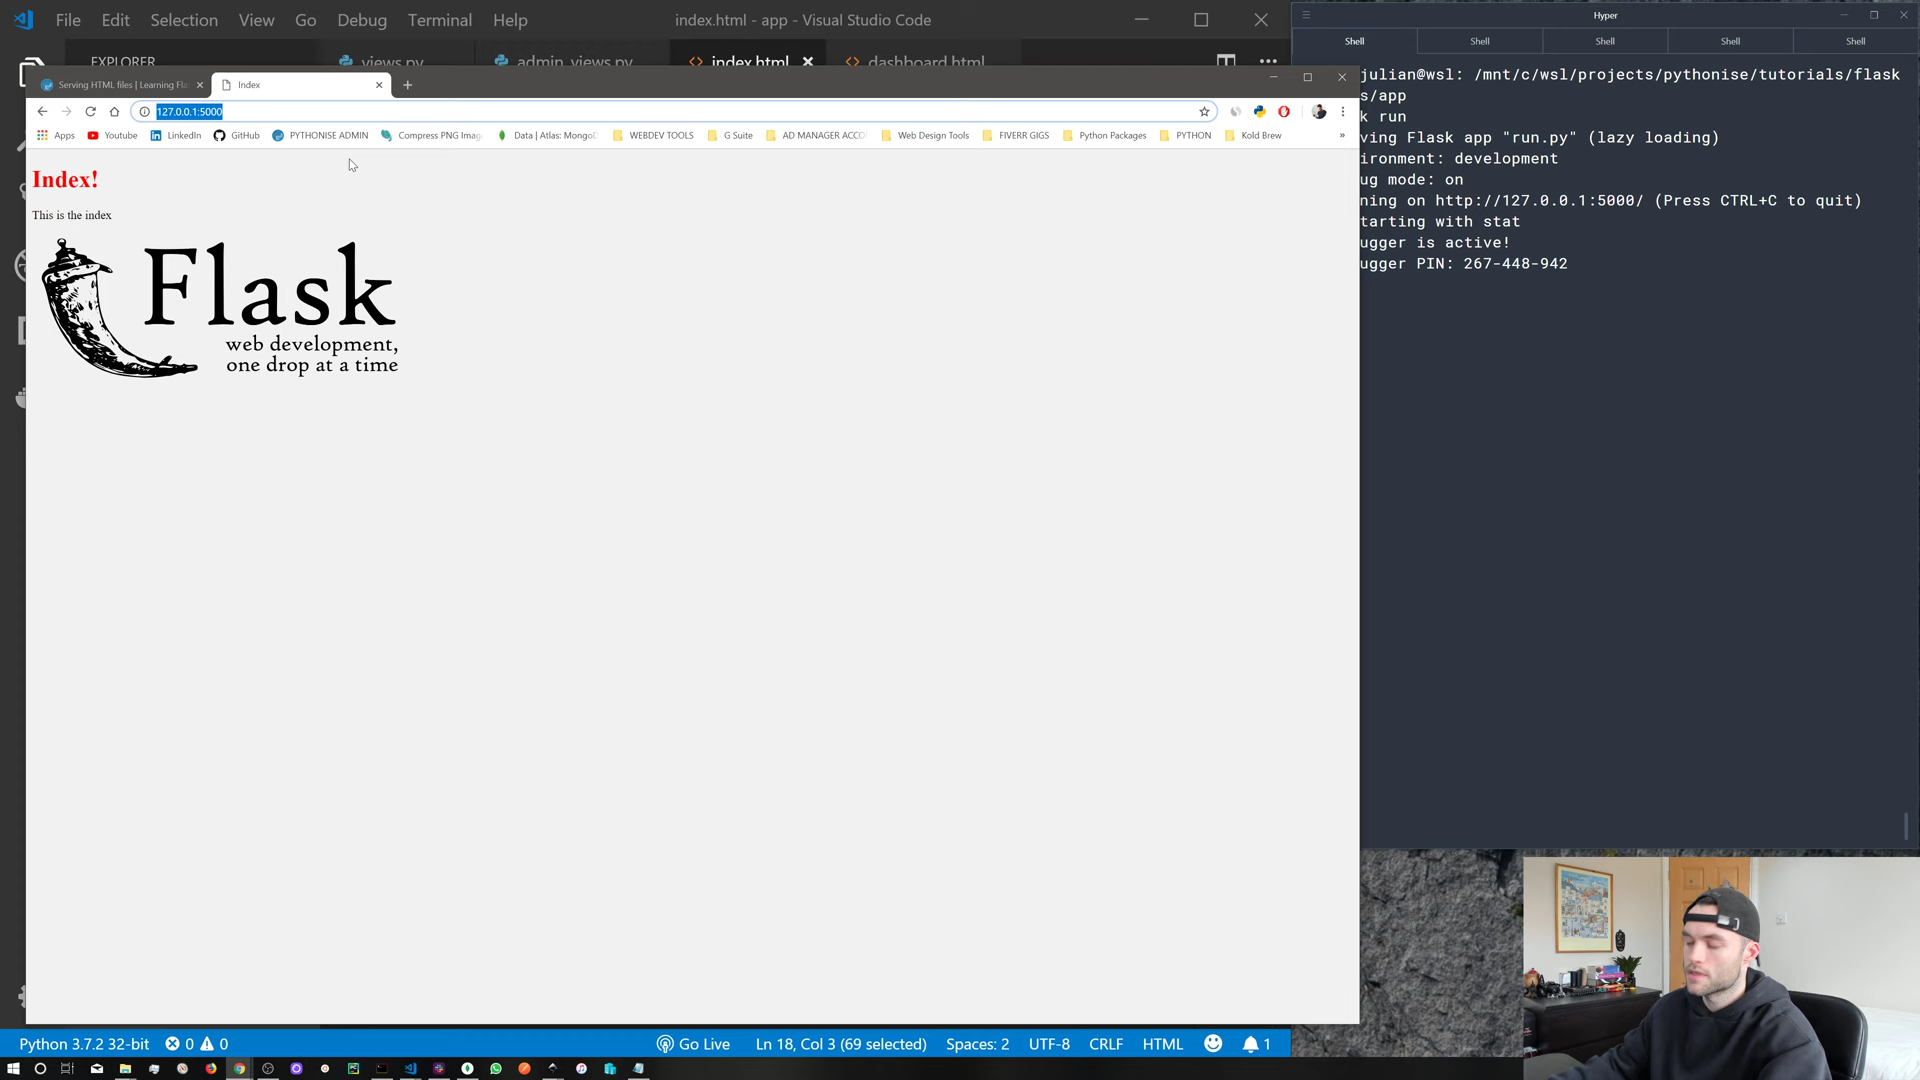 File Edit Selection View Go Debug Terminal Help
index.html - app - Visual Studio Code
EXPLORER
views.py
admin_views.py
index.html
dashboard.html
Serving HTML files | Learning Fla
Index
127.0.0.1:5000
Apps Youtube LinkedIn GitHub PYTHONISE ADMIN Compress PNG Imag Data | Atlas: MongoD WEBDEV TOOLS G Suite AD MANAGER ACCO Web Design Tools FIVERR GIGS Python Packages PYTHON Kold Brew »
Index!
This is the index
Flask
web development,
one drop at a time
Hyper
Shell Shell Shell Shell Shell
julian@wsl: /mnt/c/wsl/projects/pythonise/tutorials/flask
s/app
k run
ving Flask app "run.py" (lazy loading)
ironment: development
ug mode: on
ning on http://127.0.0.1:5000/ (Press CTRL+C to quit)
tarting with stat
ugger is active!
ugger PIN: 267-448-942
Python 3.7.2 32-bit 0 0 Go Live Ln 18, Col 3 (69 selected) Spaces: 2 UTF-8 CRLF HTML 1